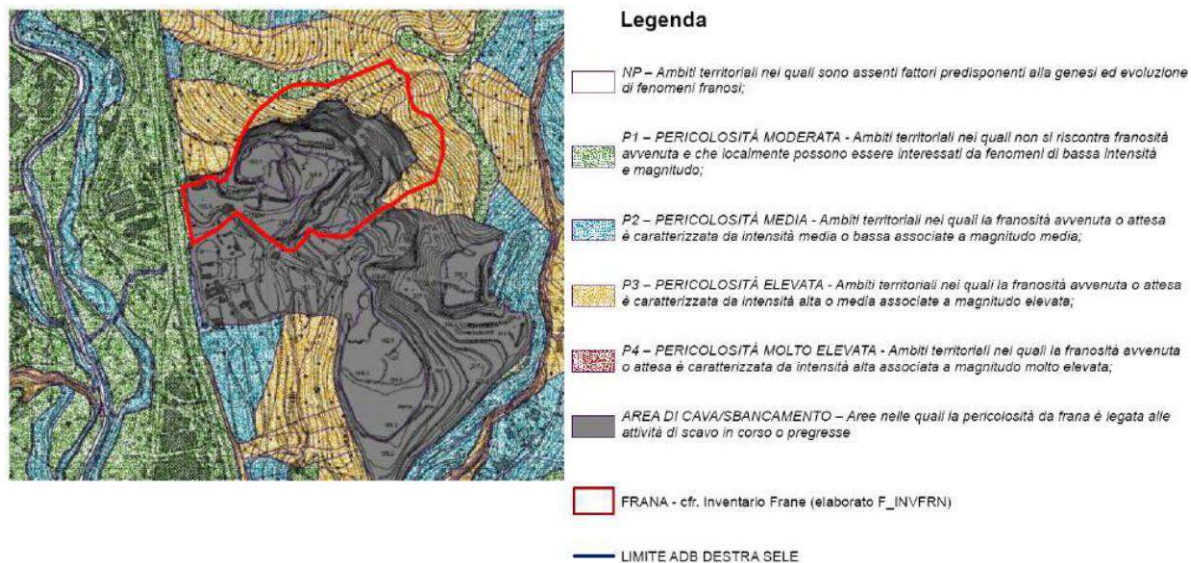 Legenda
NP – Ambiti territoriali nei quali sono assenti fattori predisponenti alla genesi ed evoluzione
di fenomeni franosi;
P1 – PERICOLOSITÁ MODERATA - Ambiti territoriali nei quali non si riscontra franosità
avvenuta e che localmente possono essere interessati da fenomeni di bassa intensità
e magnitudo;
P2 – PERICOLOSITÁ MEDIA - Ambiti territoriali nei quali la franosità avvenuta o attesa
è caratterizzata da intensità media o bassa associate a magnitudo media;
P3 – PERICOLOSITÁ ELEVATA - Ambiti territoriali nei quali la franosità avvenuta o attesa
è caratterizzata da intensità alta o media associate a magnitudo elevata;
P4 – PERICOLOSITÁ MOLTO ELEVATA - Ambiti territoriali nei quali la franosità avvenuta
o attesa è caratterizzata da intensità alta associata a magnitudo molto elevata;
AREA DI CAVA/SBANCAMENTO – Aree nelle quali la pericolosità da frana è legata alle
attività di scavo in corso o pregresse
FRANA - cfr. Inventario Frane (elaborato F_INVFRN)
LIMITE ADB DESTRA SELE